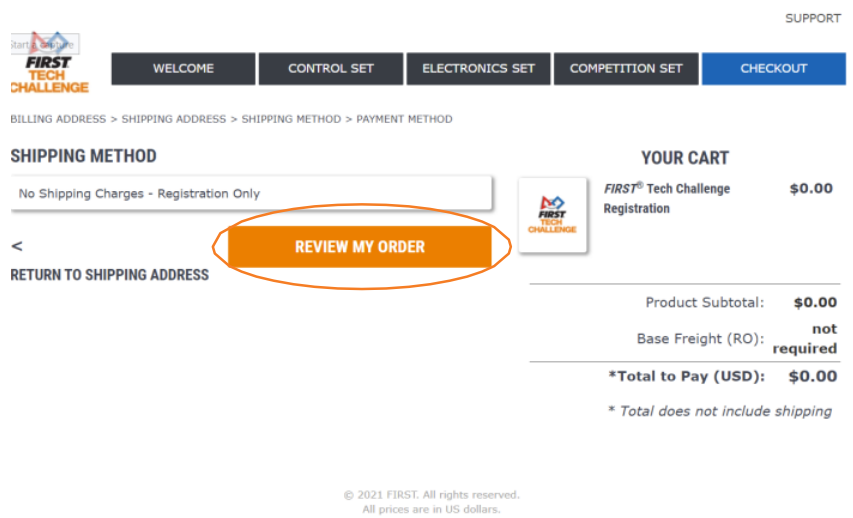 SUPPORT
FIRST
TECH
CHALLENGE
WELCOME
CONTROL SET
ELECTRONICS SET
COMPETITION SET
CHECKOUT
BILLING ADDRESS > SHIPPING ADDRESS > SHIPPING METHOD > PAYMENT METHOD
SHIPPING METHOD
No Shipping Charges - Registration Only
REVIEW MY ORDER
<
RETURN TO SHIPPING ADDRESS
YOUR CART
FIRST
TECH
CHALLENGE
FIRST® Tech Challenge $0.00
Registration
Product Subtotal: $0.00
Base Freight (RO): not
required
*Total to Pay (USD): $0.00
* Total does not include shipping
© 2021 FIRST. All rights reserved.
All prices are in US dollars.